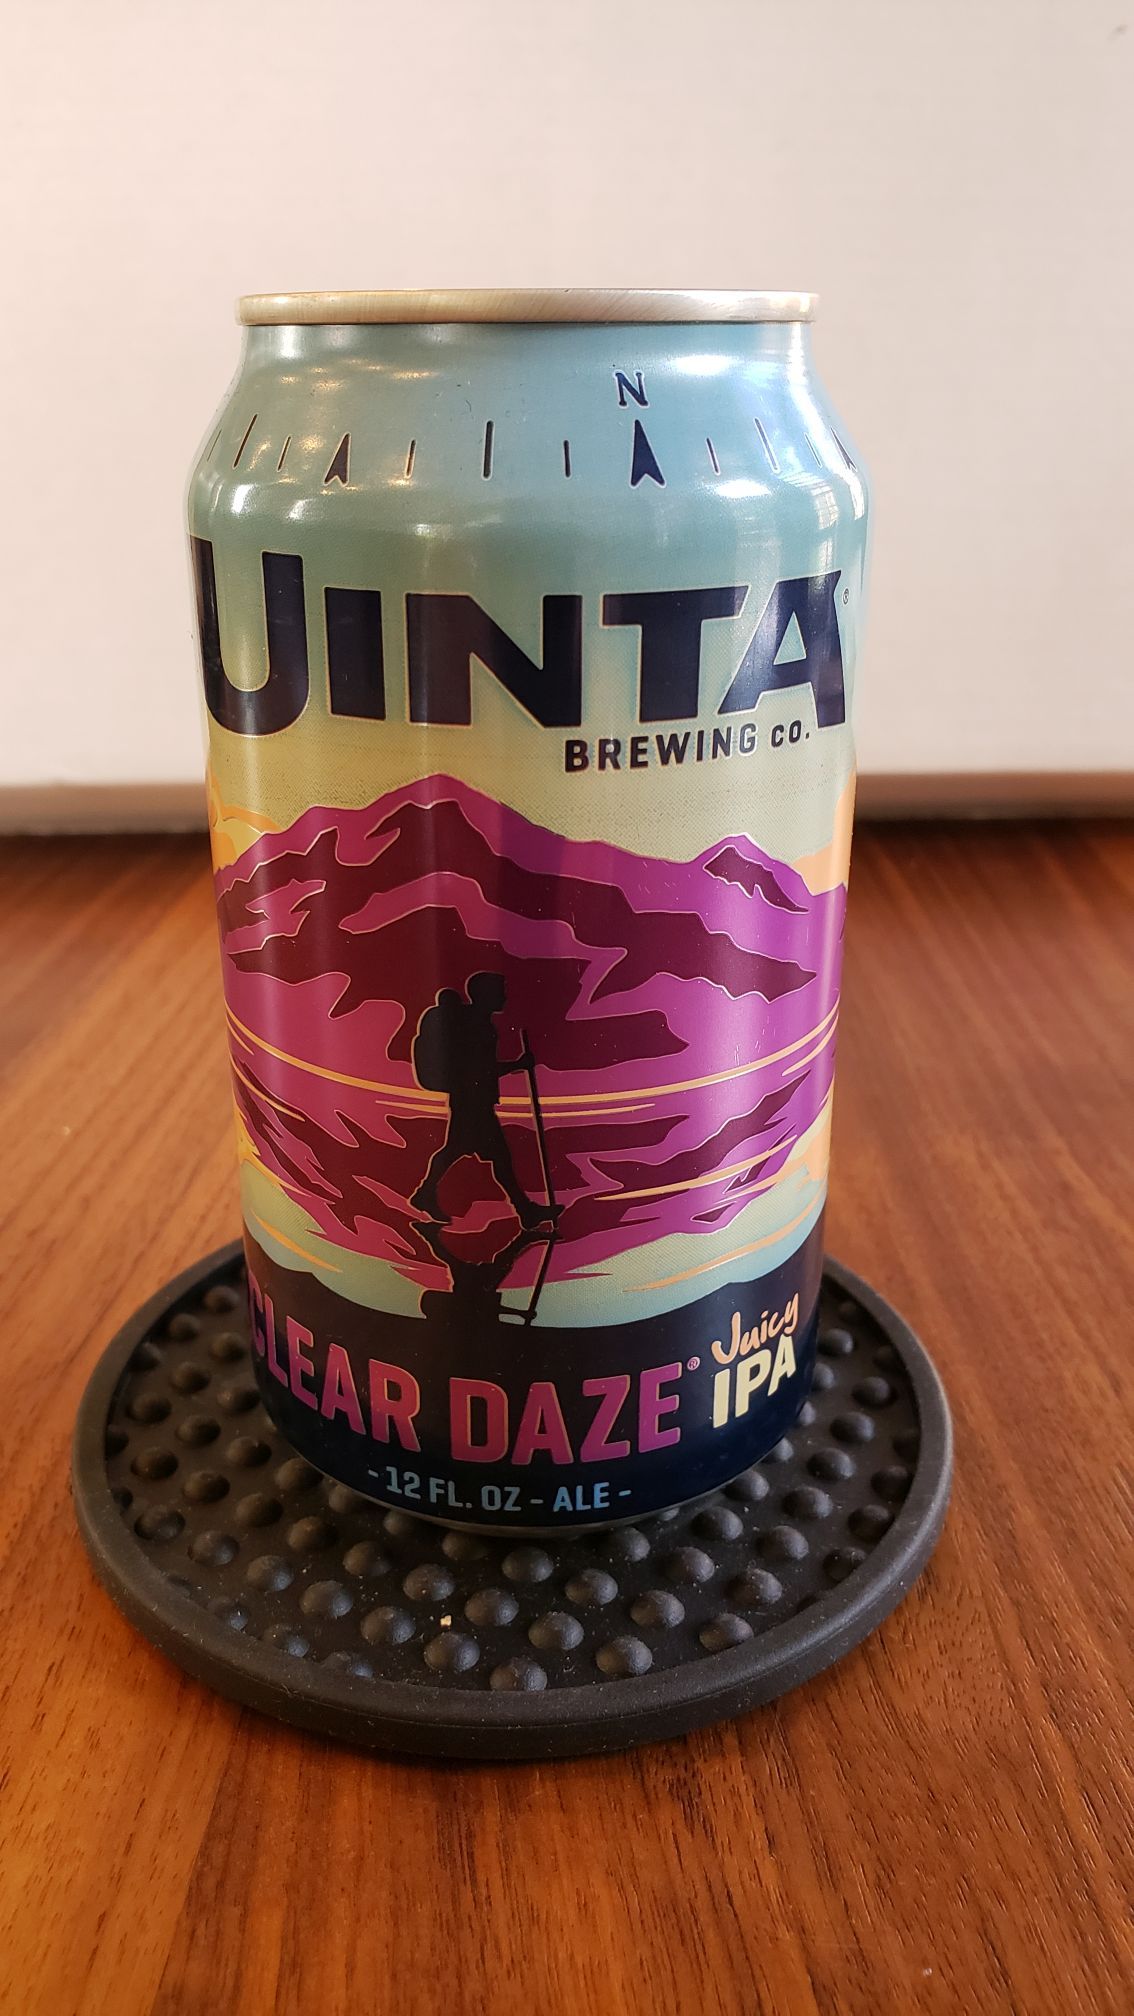 N
UINTA®
BREWING CO.
CLEAR DAZE® Juicy IPA
- 12 FL. OZ - ALE -